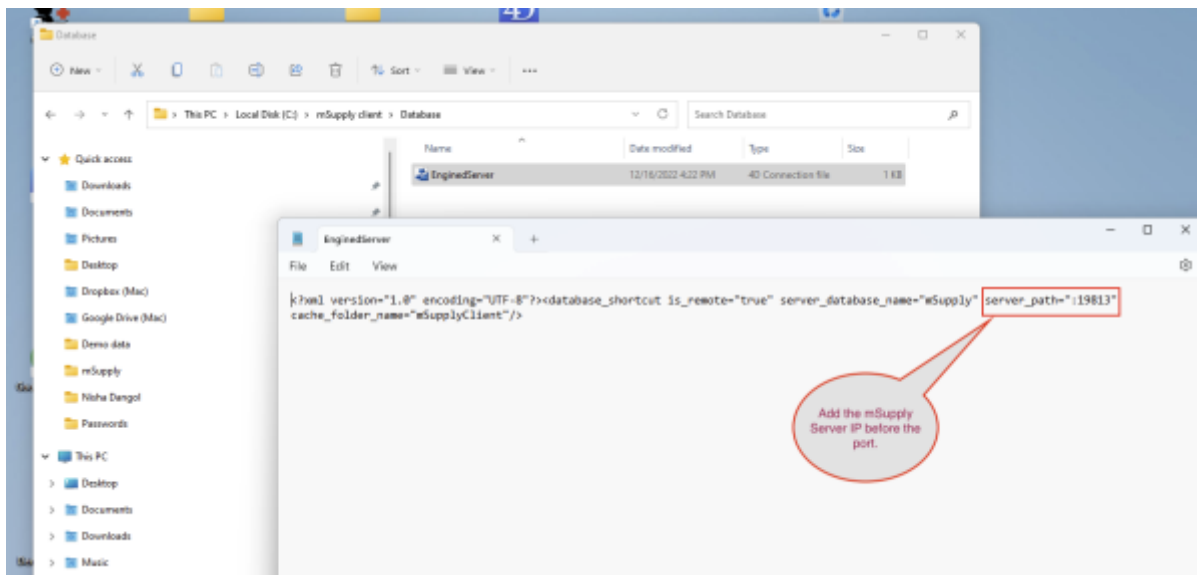 4D
Database
New
Sort
View
This PC > Local Disk (C:) > mSupply client > Database
Search Database
Name
Date modified
Type
Size
Quick access
EnginedServer
12/16/2022 4:22 PM
4D Connection file
1 KB
Downloads
Documents
Pictures
Desktop
Dropbox (Mac)
Google Drive (Mac)
Demo data
mSupply
Nisha Dangol
Passwords
This PC
Desktop
Documents
Downloads
Music
EnginedServer
File Edit View
<?xml version="1.0" encoding="UTF-8"?><database_shortcut is_remote="true" server_database_name="mSupply" server_path=":19813"
cache_folder_name="mSupplyClient"/>
Add the mSupply
Server IP before the
port.